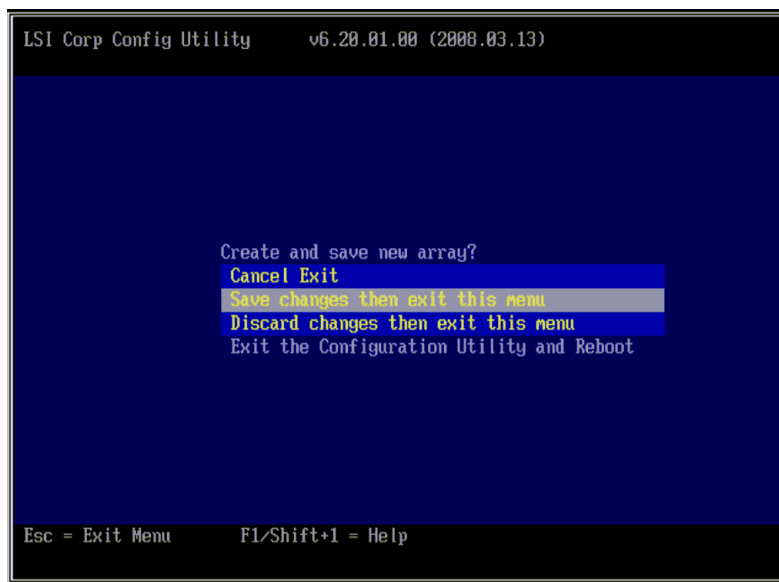 LSI Corp Config Utility v6.20.01.00 (2008.03.13)
Create and save new array?
Cancel Exit
Save changes then exit this menu
Discard changes then exit this menu
Exit the Configuration Utility and Reboot
Esc = Exit Menu F1/Shift+1 = Help